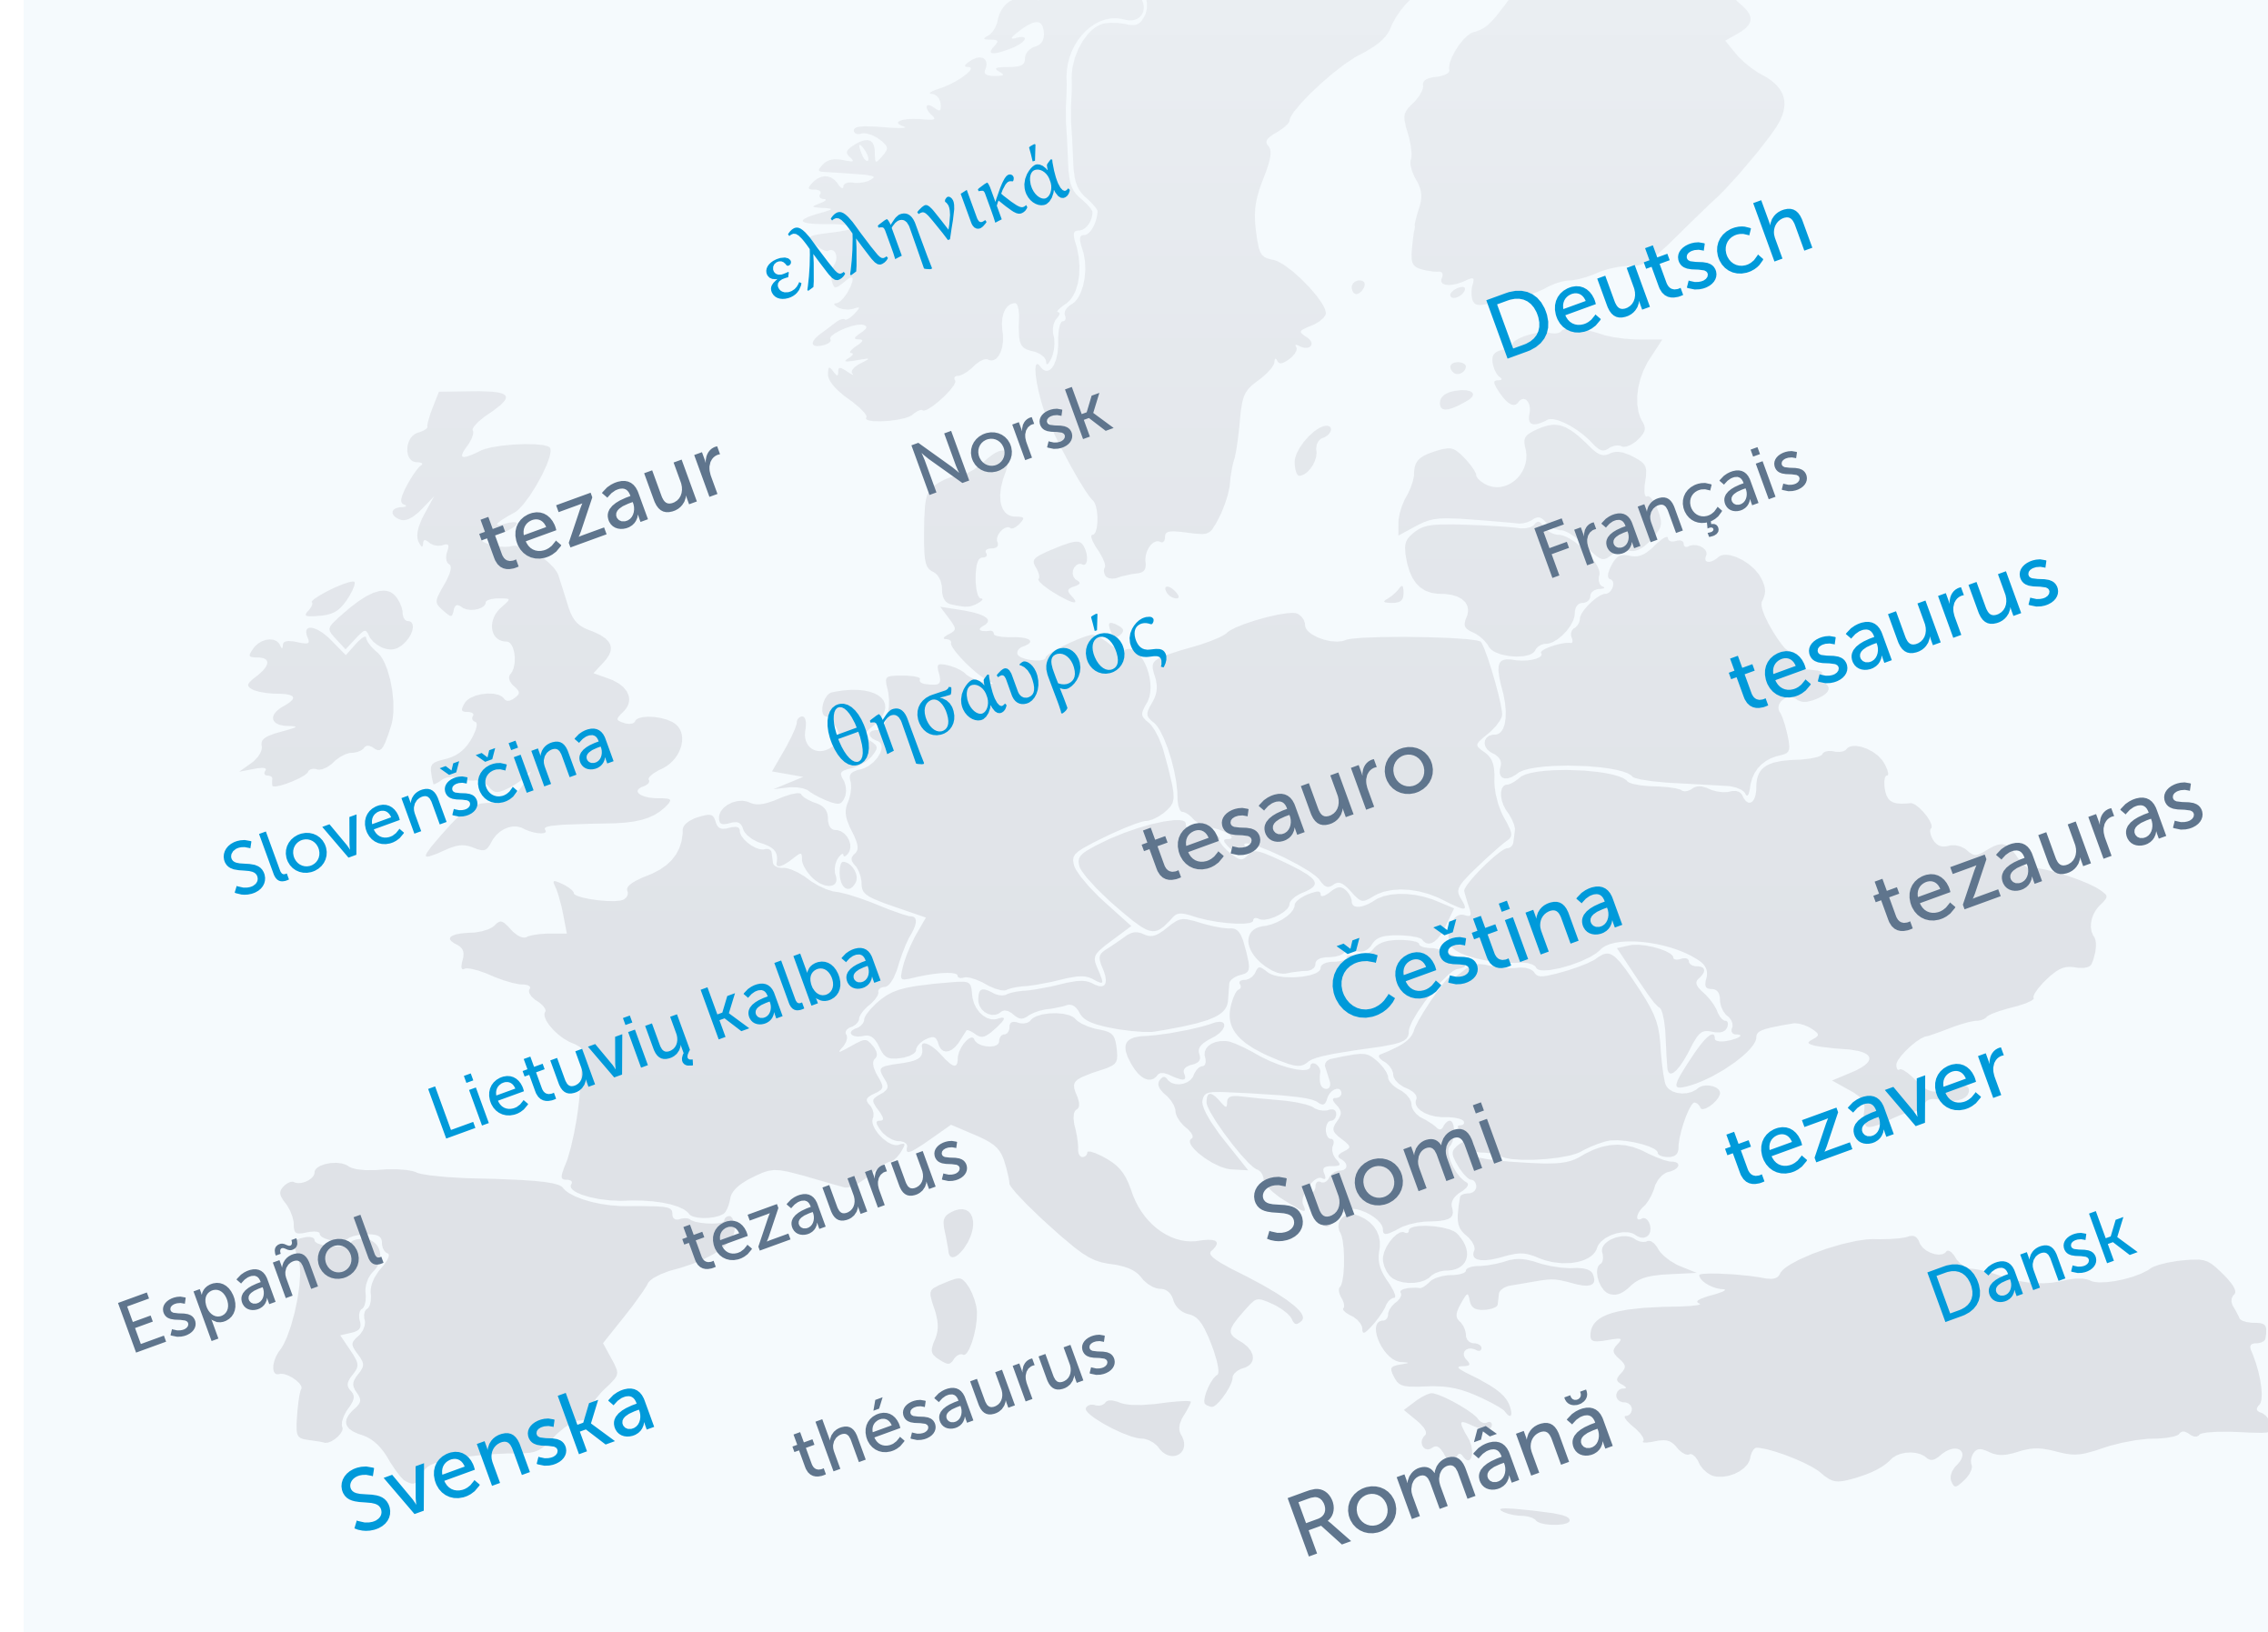 ελληνικά
Deutsch
Norsk
tezaur
Français
θησαυρός
tesaurus
tesauro
Slovenščina
tezauras
Čeština
Lietuvių kalba
tezaver
Suomi
tezaurus
Español
Dansk
thésaurus
Svenska
Română